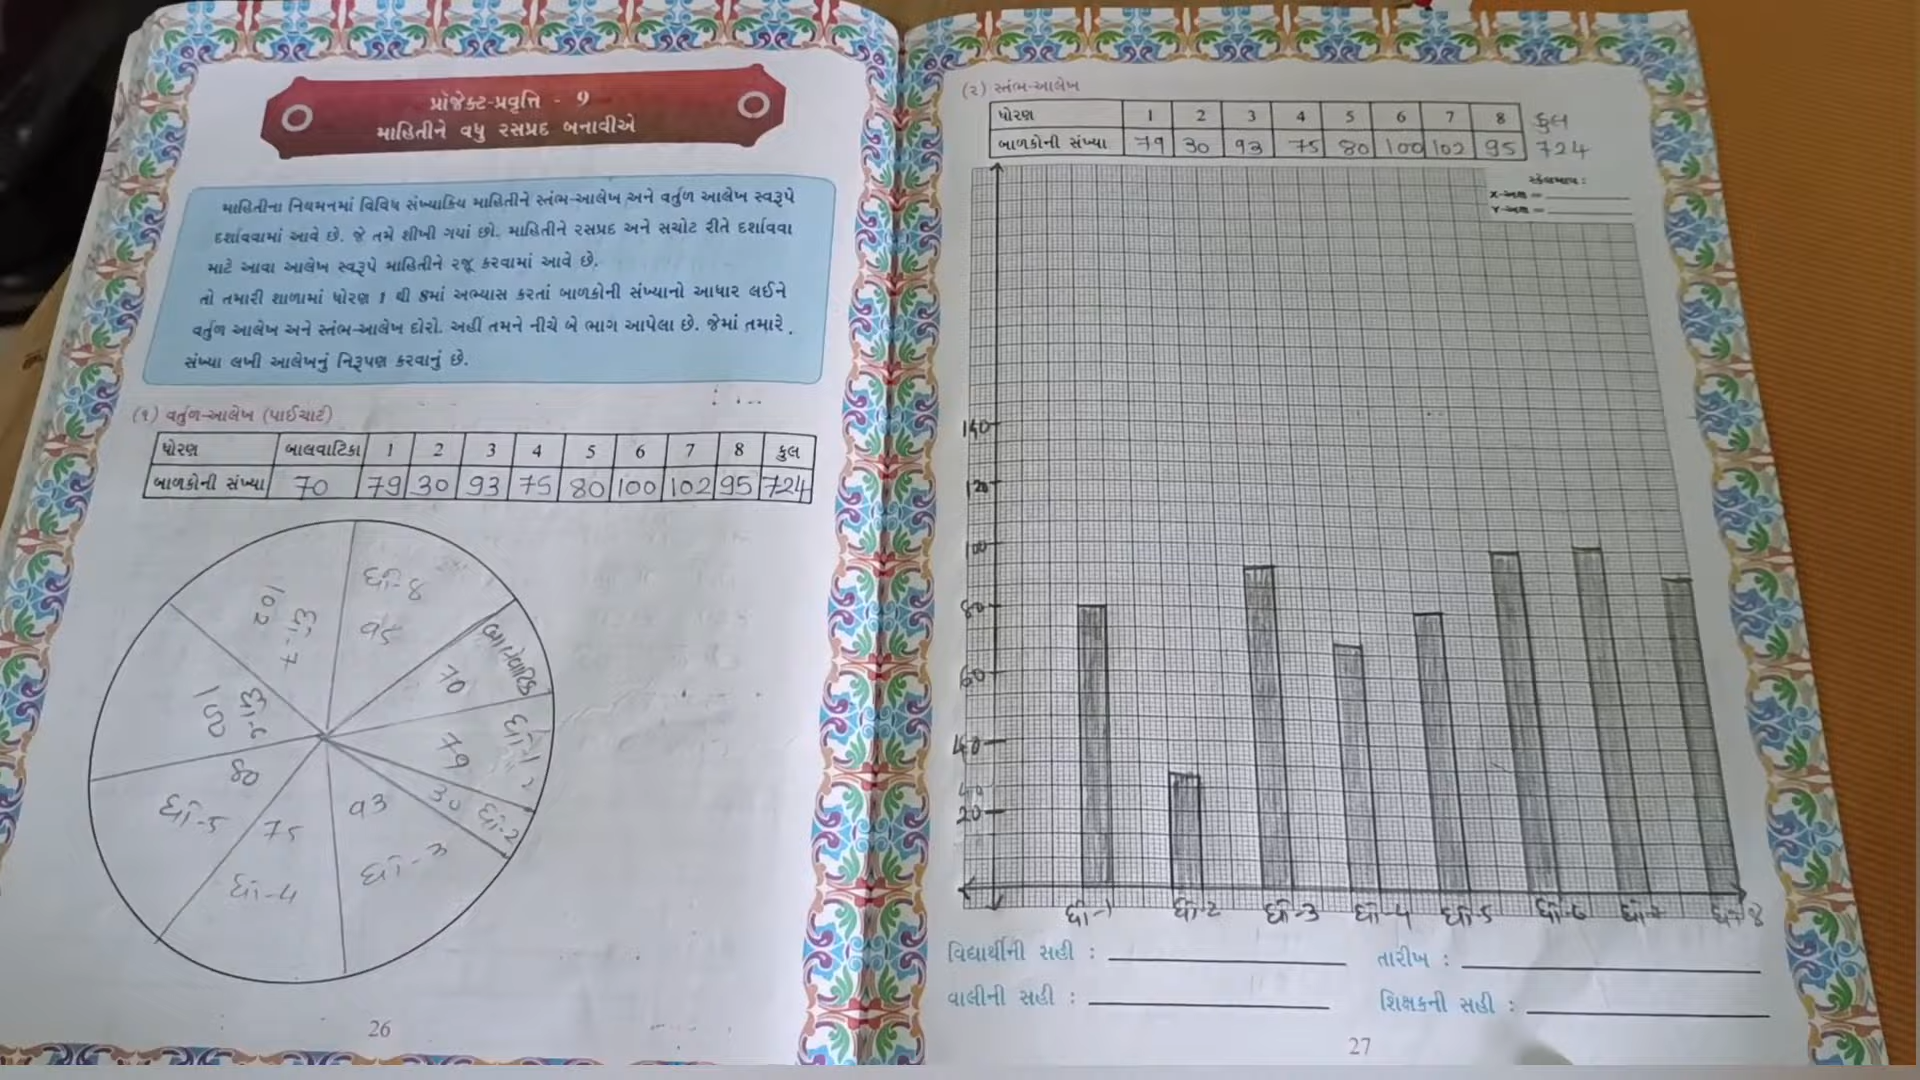 પ્રૉજેક્ટ-પ્રવૃત્તિ - 9
માહિતીને વધુ રસપ્રદ બનાવીએ
માહિતીના નિયમનમાં વિવિધ સંખ્યાકિય માહિતીને સ્તંભ-આલેખ અને વર્તુળ આલેખ સ્વરૂપે
દર્શાવવામાં આવે છે. જે તમે શીખી ગયાં છો. માહિતીને રસપ્રદ અને સચોટ રીતે દર્શાવવા
માટે આવા આલેખ સ્વરૂપે માહિતીને રજૂ કરવામાં આવે છે.
તો તમારી શાળામાં ધોરણ 1 થી 8માં અભ્યાસ કરતાં બાળકોની સંખ્યાનો આધાર લઈને
વર્તુળ આલેખ અને સ્તંભ-આલેખ દોરો. અહીં તમને નીચે બે ભાગ આપેલા છે. જેમાં તમારે
સંખ્યા લખી આલેખનું નિરૂપણ કરવાનું છે.
(૧) વર્તુળ-આલેખ (પાઈચાર્ટ)
ધોરણ બાલવાટિકા 1 2 3 4 5 6 7 8 કુલ
બાળકોની સંખ્યા 70 79 30 93 75 80 100 102 95 724
ધો-8
95
બાલવાટિકા
70
ધો-1
79
ધો-2
30
ધો-3
93
ધો-4
75
ધો-5
80
ધો-6
100
ધો-7
102
26
(૨) સ્તંભ-આલેખ
ધોરણ 1 2 3 4 5 6 7 8 કુલ
બાળકોની સંખ્યા 79 30 93 75 80 100 102 95 724
સ્કેલમાપ :
X-અક્ષ =
Y-અક્ષ =
140
120
100
80
60
40
20
ધો-1 ધો-2 ધો-3 ધો-4 ધો-5 ધો-6 ધો-7 ધો-8
વિદ્યાર્થીની સહી : તારીખ :
વાલીની સહી : શિક્ષકની સહી :
27